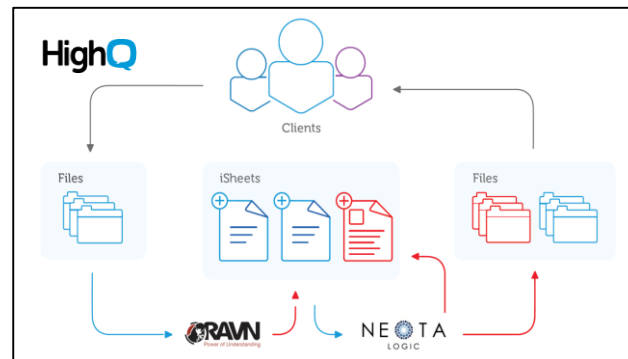 HighQ
Clients
Files
iSheets
Files
RAVN
Power of Understanding
NEOTA
LOGIC